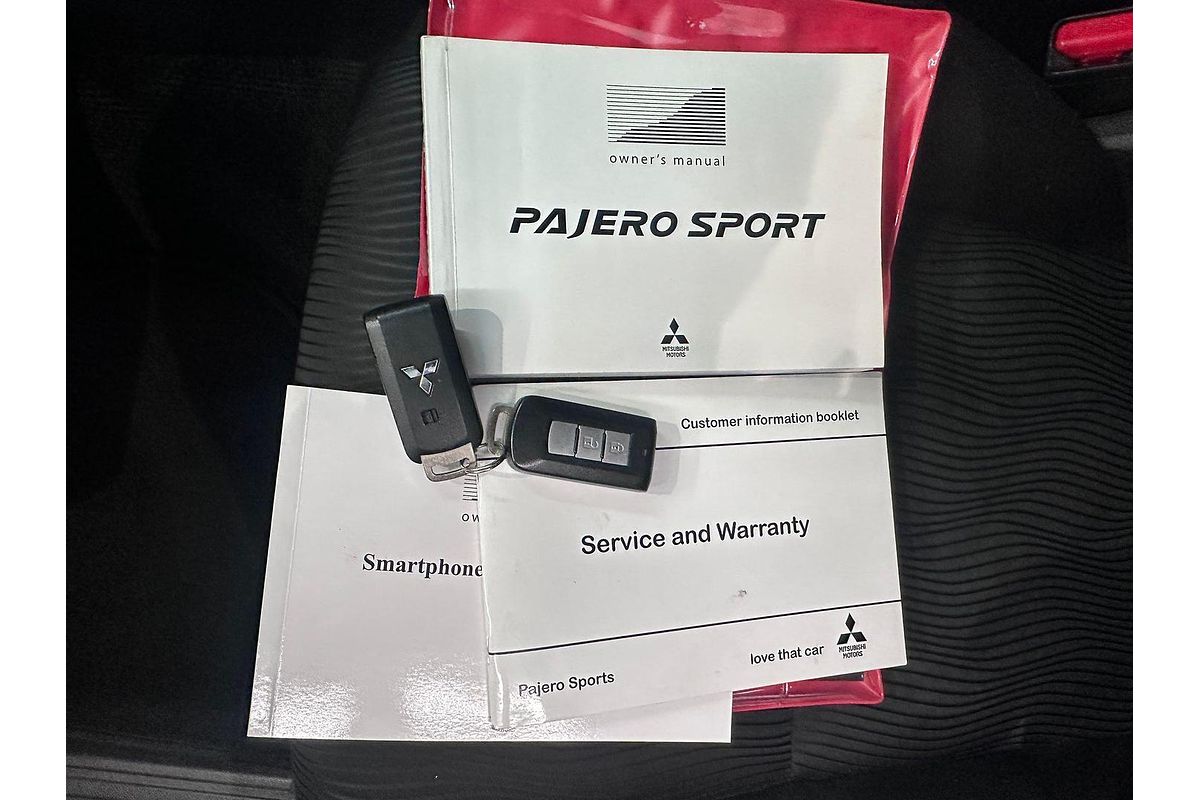 owner's manual
PAJERO SPORT
MITSUBISHI
MOTORS
Customer information booklet
Service and Warranty
love that car
MITSUBISHI
MOTORS
Pajero Sports
ow
Smartphone